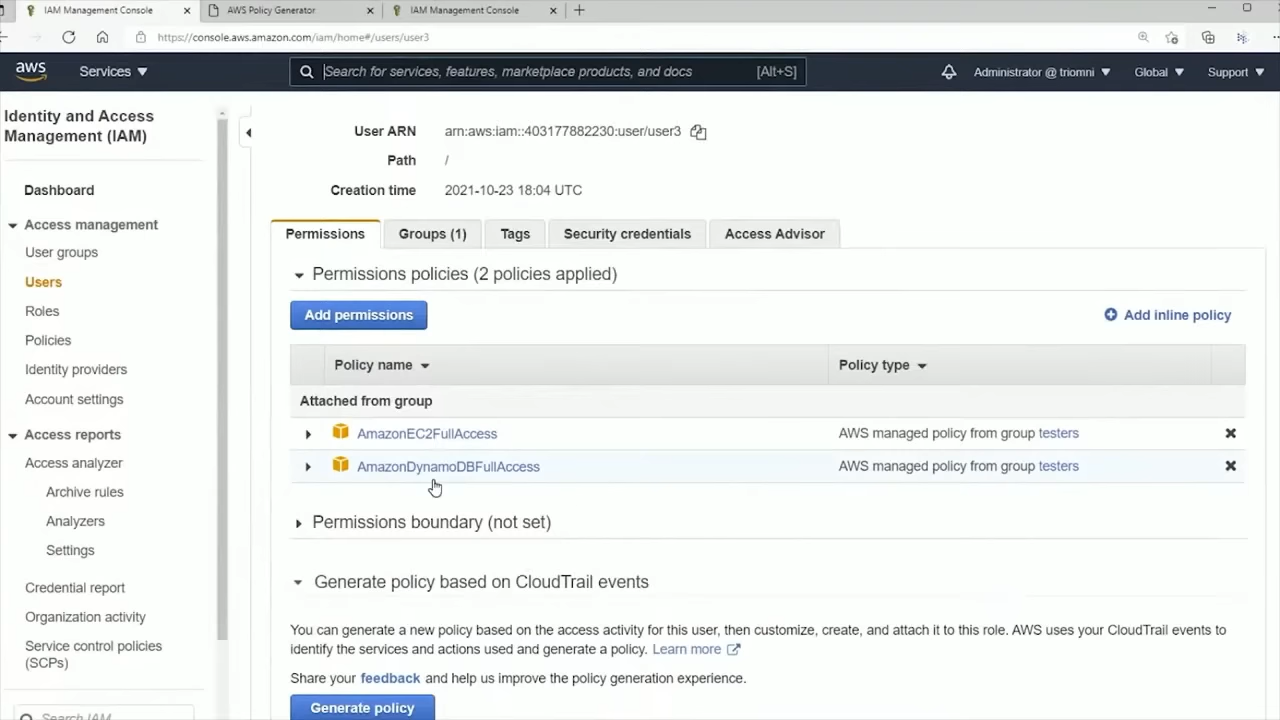 IAM Management Console
AWS Policy Generator
IAM Management Console
https://console.aws.amazon.com/iam/home#/users/user3
aws
Services
Search for services, features, marketplace products, and docs
[Alt+S]
Administrator @ triomni
Global
Support
Identity and Access
Management (IAM)
Dashboard
Access management
User groups
Users
Roles
Policies
Identity providers
Account settings
Access reports
Access analyzer
Archive rules
Analyzers
Settings
Credential report
Organization activity
Service control policies
(SCPs)
Search IAM
User ARN
arn:aws:iam::403177882230:user/user3
Path
/
Creation time
2021-10-23 18:04 UTC
Permissions
Groups (1)
Tags
Security credentials
Access Advisor
Permissions policies (2 policies applied)
Add permissions
Add inline policy
Policy name
Policy type
Attached from group
AmazonEC2FullAccess
AWS managed policy from group testers
AmazonDynamoDBFullAccess
AWS managed policy from group testers
Permissions boundary (not set)
Generate policy based on CloudTrail events
You can generate a new policy based on the access activity for this user, then customize, create, and attach it to this role. AWS uses your CloudTrail events to
identify the services and actions used and generate a policy. Learn more
Share your feedback and help us improve the policy generation experience.
Generate policy